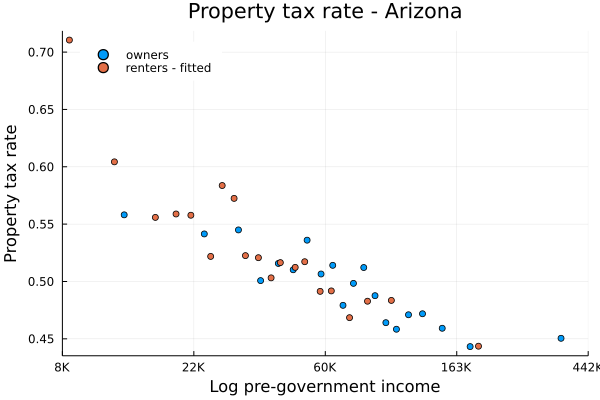 Property tax rate - Arizona
owners
renters - fitted
Property tax rate
0.70
0.65
0.60
0.55
0.50
0.45
8K 22K 60K 163K 442K
Log pre-government income